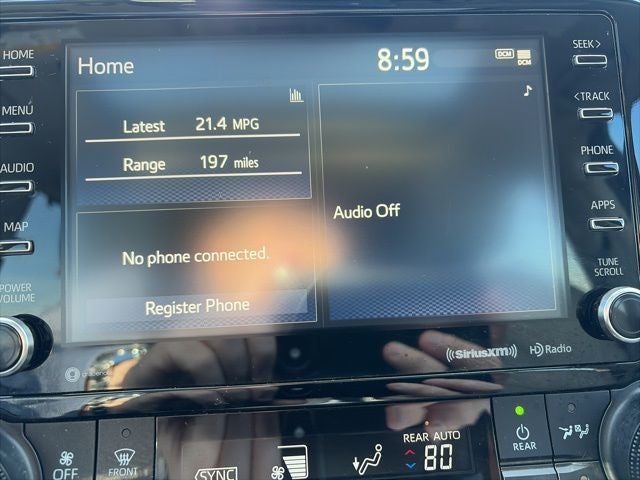 HOME
MENU
AUDIO
MAP
POWER
VOLUME
Home
8:59
DCM
DCM
Latest 21.4 MPG
Range 197 miles
No phone connected.
Register Phone
Audio Off
SEEK >
< TRACK
PHONE
APPS
TUNE
SCROLL
gracenote
((SiriusXM))
HD Radio
OFF
FRONT
SYNC
REAR AUTO
80
REAR